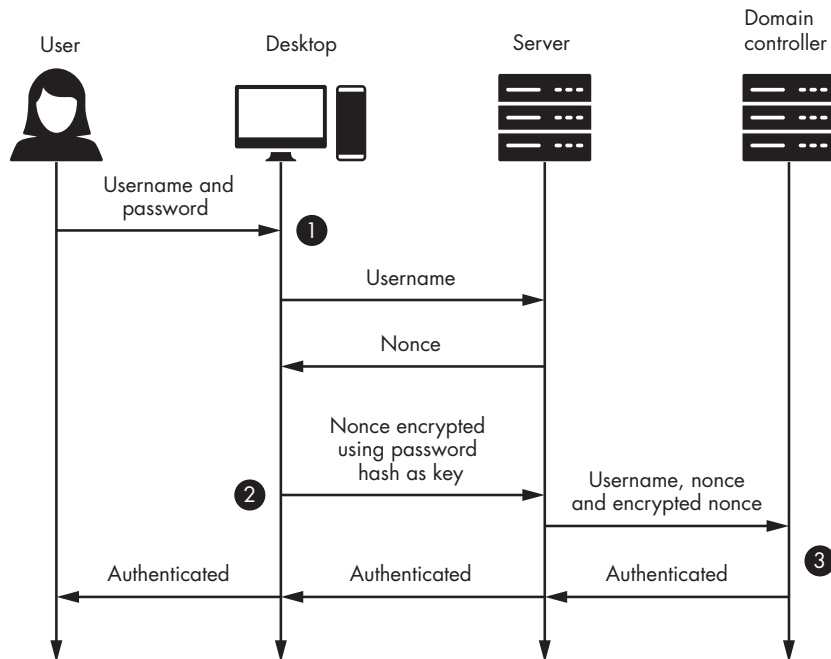 User
Desktop
Server
Domain
controller
Username and
password
1
Username
Nonce
Nonce encrypted
using password
hash as key
2
Username, nonce
and encrypted nonce
3
Authenticated
Authenticated
Authenticated